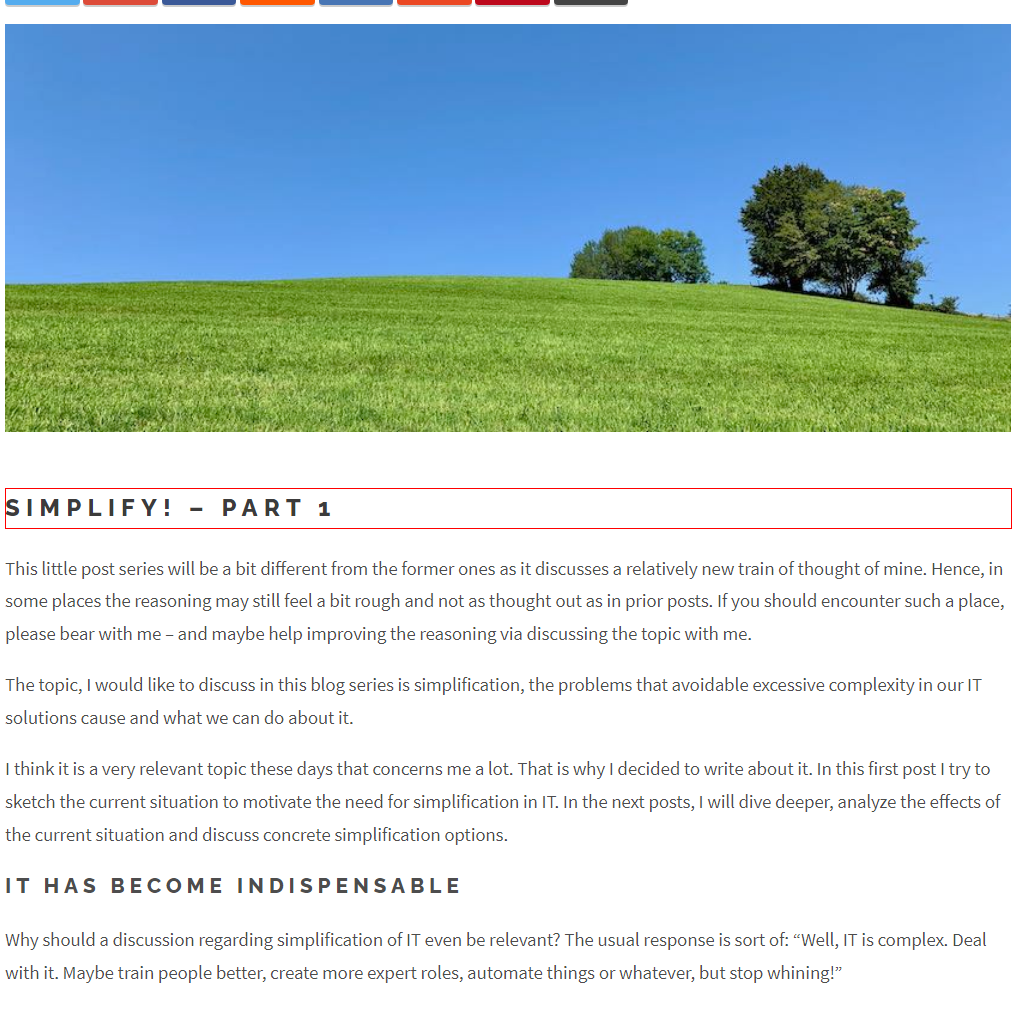 SIMPLIFY! – PART 1
This little post series will be a bit different from the former ones as it discusses a relatively new train of thought of mine. Hence, in
some places the reasoning may still feel a bit rough and not as thought out as in prior posts. If you should encounter such a place,
please bear with me – and maybe help improving the reasoning via discussing the topic with me.
The topic, I would like to discuss in this blog series is simplification, the problems that avoidable excessive complexity in our IT
solutions cause and what we can do about it.
I think it is a very relevant topic these days that concerns me a lot. That is why I decided to write about it. In this first post I try to
sketch the current situation to motivate the need for simplification in IT. In the next posts, I will dive deeper, analyze the effects of
the current situation and discuss concrete simplification options.
IT HAS BECOME INDISPENSABLE
Why should a discussion regarding simplification of IT even be relevant? The usual response is sort of: “Well, IT is complex. Deal
with it. Maybe train people better, create more expert roles, automate things or whatever, but stop whining!”